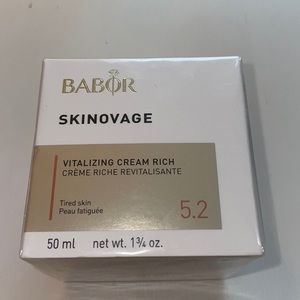 BABOR
SKINOVAGE
VITALIZING CREAM RICH
CRÈME RICHE REVITALISANTE
Tired skin
Peau fatiguée
5.2
50 ml net wt. 1¾ oz.